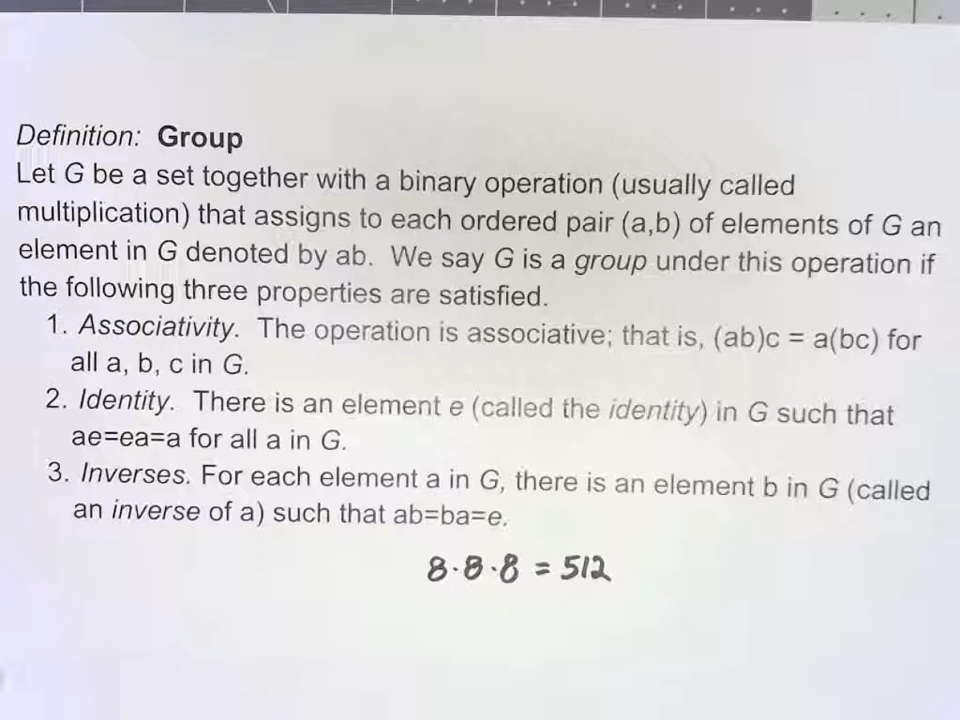 Definition: Group
Let G be a set together with a binary operation (usually called
multiplication) that assigns to each ordered pair (a,b) of elements of G an
element in G denoted by ab. We say G is a group under this operation if
the following three properties are satisfied.
1. Associativity. The operation is associative; that is, (ab)c = a(bc) for
all a, b, c in G.
2. Identity. There is an element e (called the identity) in G such that
ae=ea=a for all a in G.
3. Inverses. For each element a in G, there is an element b in G (called
an inverse of a) such that ab=ba=e.
8·8·8 = 512